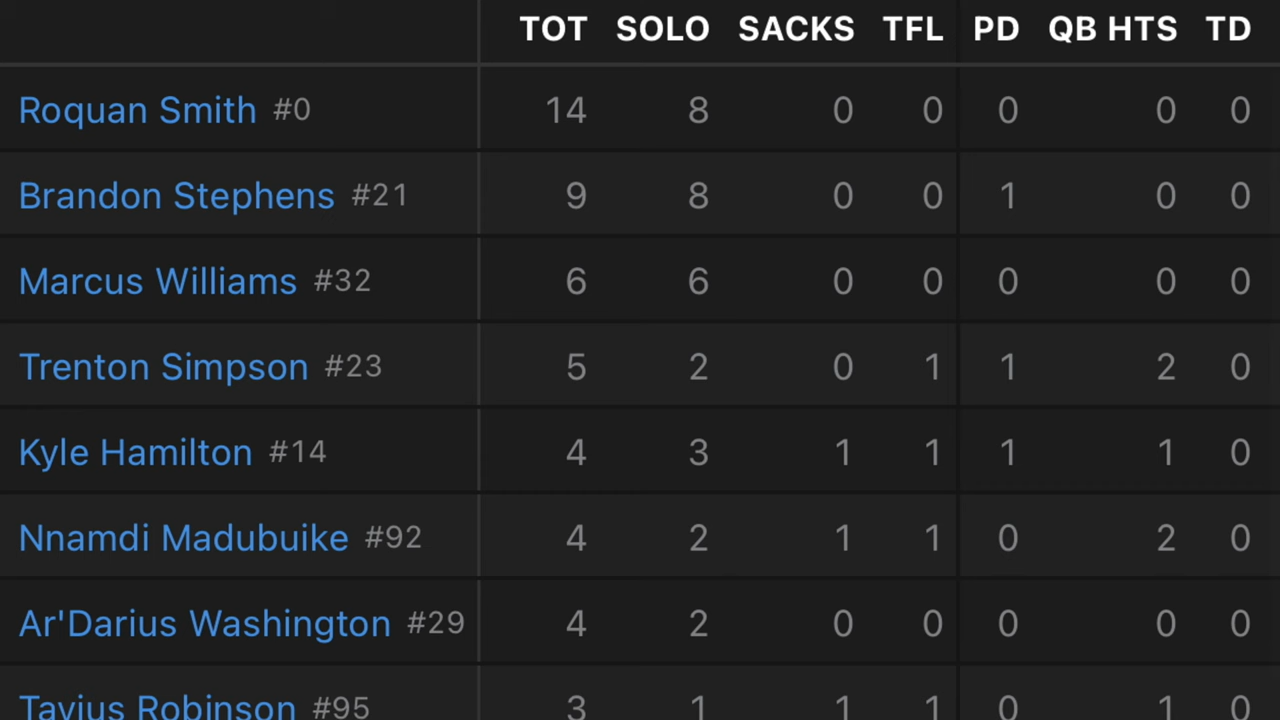 TOT SOLO SACKS TFL PD QB HTS TD
Roquan Smith #0 14 8 0 0 0 0 0
Brandon Stephens #21 9 8 0 0 1 0 0
Marcus Williams #32 6 6 0 0 0 0 0
Trenton Simpson #23 5 2 0 1 1 2 0
Kyle Hamilton #14 4 3 1 1 1 1 0
Nnamdi Madubuike #92 4 2 1 1 0 2 0
Ar'Darius Washington #29 4 2 0 0 0 0 0
Tavius Robinson #95 3 1 1 1 0 1 0